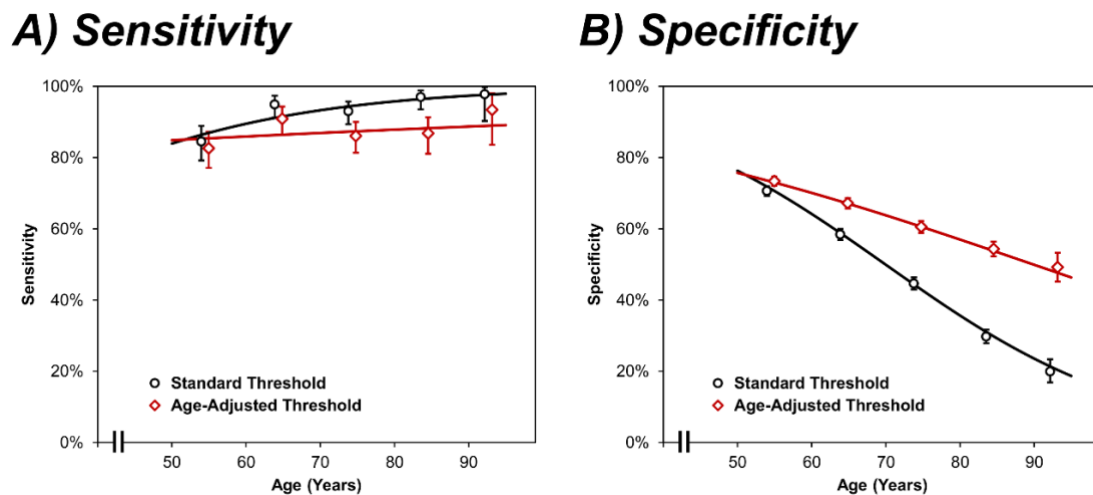 A) Sensitivity
100%
80%
60%
40%
20%
0%
Sensitivity
Standard Threshold
Age-Adjusted Threshold
50 60 70 80 90
Age (Years)
B) Specificity
100%
80%
60%
40%
20%
0%
Specificity
Standard Threshold
Age-Adjusted Threshold
50 60 70 80 90
Age (Years)